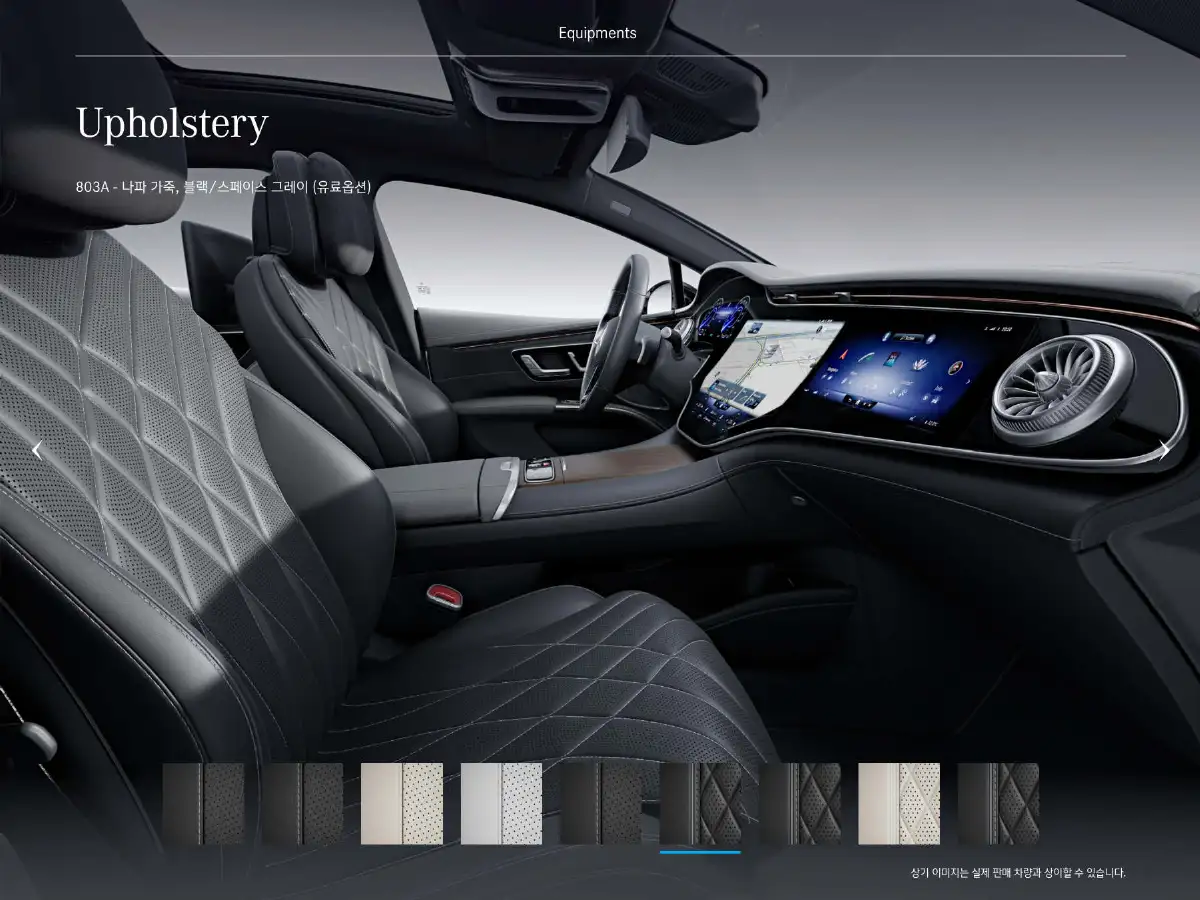 Equipments
Upholstery
803A - 나파 가죽, 블랙/스페이스 그레이 (유료옵션)
상기 이미지는 실제 판매 차량과 상이할 수 있습니다.